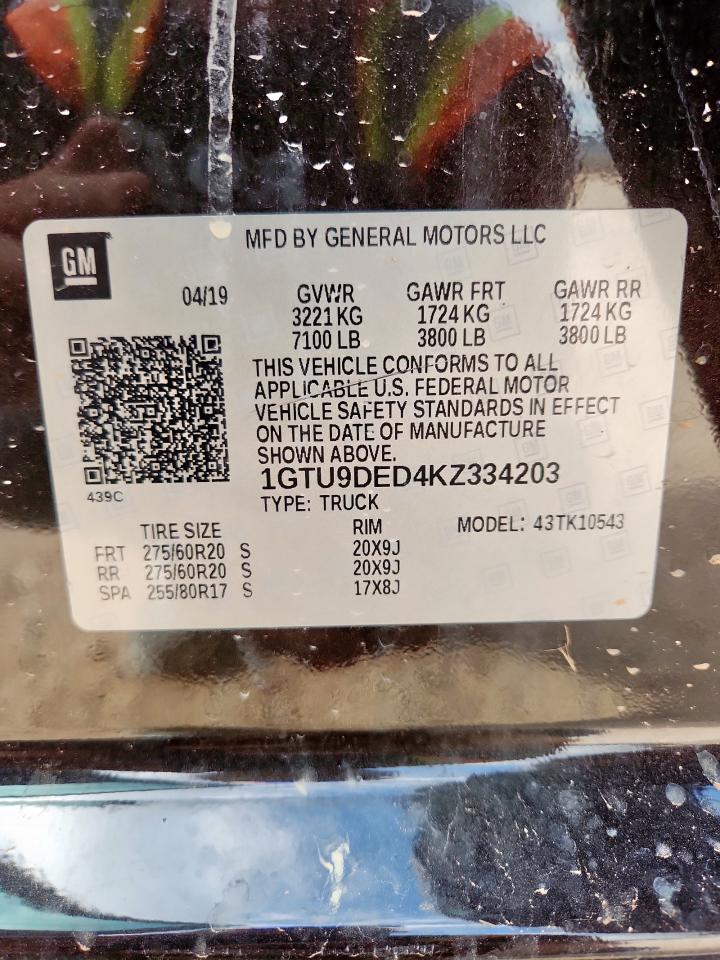 MFD BY GENERAL MOTORS LLC
GM
04/19 GVWR GAWR FRT GAWR RR
3221 KG 1724 KG 1724 KG
7100 LB 3800 LB 3800 LB
THIS VEHICLE CONFORMS TO ALL
APPLICABLE U.S. FEDERAL MOTOR
VEHICLE SAFETY STANDARDS IN EFFECT
ON THE DATE OF MANUFACTURE
SHOWN ABOVE.
439C
1GTU9DED4KZ334203
TYPE: TRUCK
TIRE SIZE RIM MODEL: 43TK10543
FRT 275/60R20 S 20X9J
RR 275/60R20 S 20X9J
SPA 255/80R17 S 17X8J